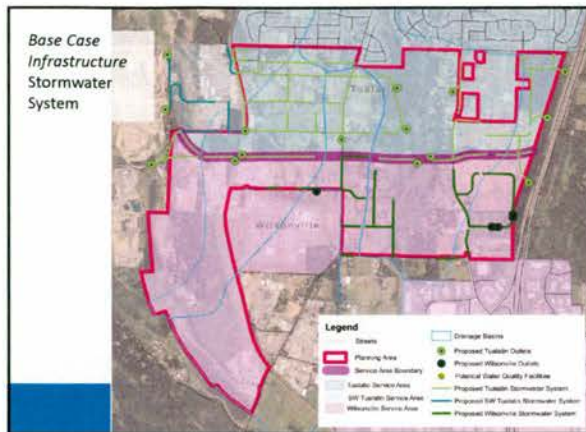 Base Case
Infrastructure
Stormwater
System
Tualatin
Wilsonville
Legend
Streets
Planning Area
Service Area Boundary
Tualatin Service Area
SW Tualatin Service Area
Wilsonville Service Area
Drainage Basins
Proposed Tualatin Outlets
Proposed Wilsonville Outlets
Potential Water Quality Facilities
Proposed Tualatin Stormwater System
Proposed SW Tualatin Stormwater System
Proposed Wilsonville Stormwater System